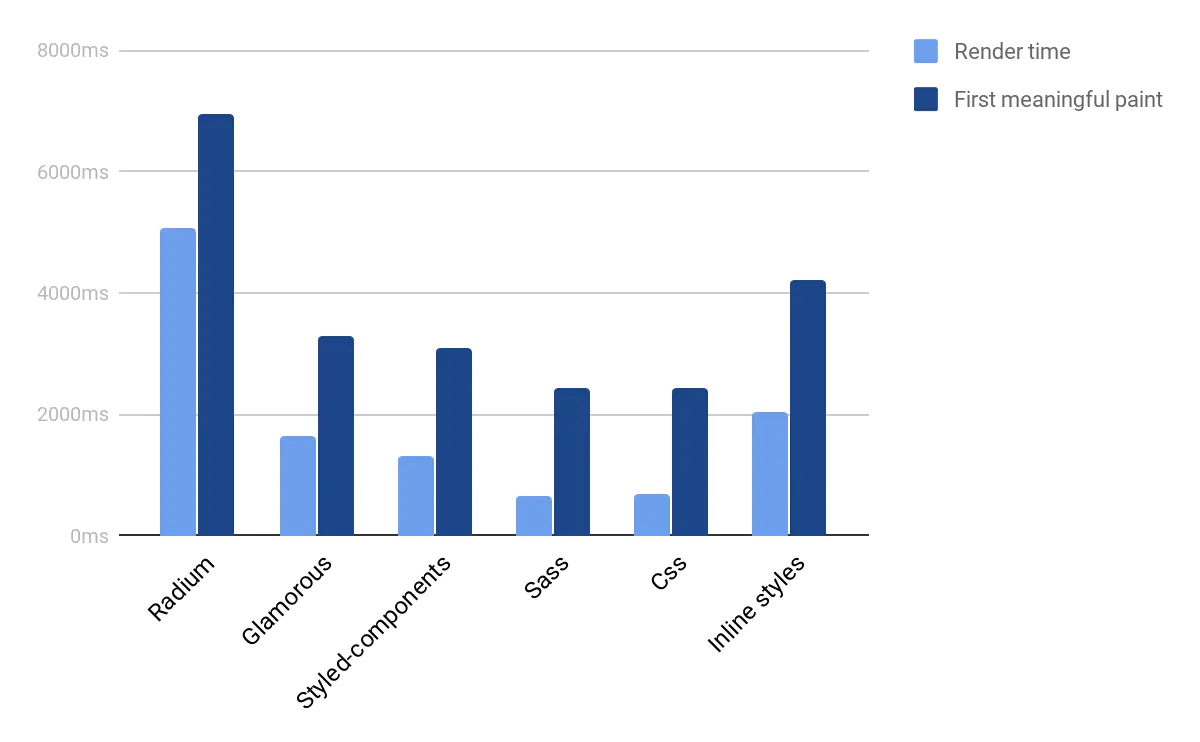 8000ms
6000ms
4000ms
2000ms
0ms
Radium
Glamorous
Styled-components
Sass
Css
Inline styles
Render time
First meaningful paint